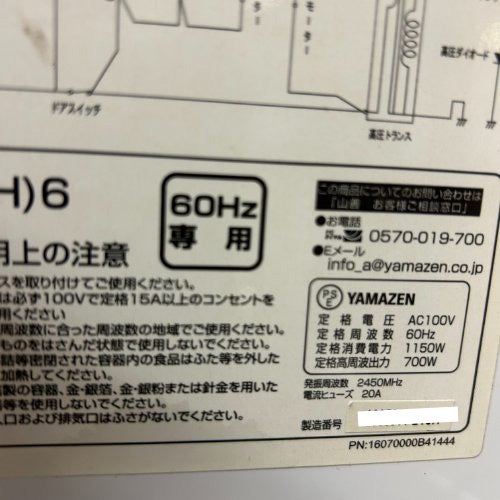 モーター
高圧ダイオード
ドアスイッチ
高圧トランス
H)6
60Hz
専用
この商品についてのお問い合わせは
「山善 お客様ご相談窓口」
●お電話
0570-019-700
●Eメール
info_a@yamazen.co.jp
用上の注意
スを取り付けてご使用ください。
は必ず100Vで定格15A以上のコンセントを
用ください
周波数に合った周波数の地域でご使用ください。
ものをはさんだ状態で使用しないでください。
詰等密閉された容器内の食品はふた等を外した
加熱してください。
製の容器、金・銀箔、金・銀粉または針金を用いた
器等を使用しないでください。
入口および排気口はふさがないでください。
PSE YAMAZEN
定格電圧 AC100V
定格周波数 60Hz
定格消費電力 1150W
定格高周波出力 700W
発振周波数 2450MHz
電流ヒューズ 20A
製造番号
PN:16070000B41444